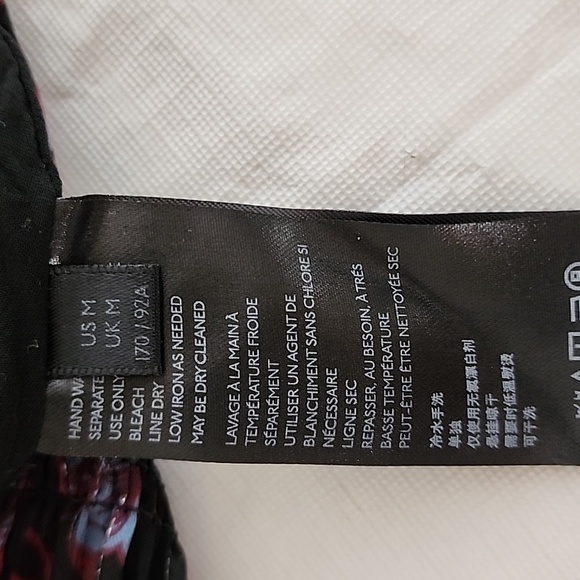 US M
UK M
170 / 92A
HAND
SEPARATE
USE ONLY
BLEACH
LINE DRY
LOW IRON AS NEEDED
MAY BE DRY CLEANED
LAVAGE À LA MAIN À
TEMPÉRATURE FROIDE
SÉPARÉMENT
UTILISER UN AGENT DE
BLANCHIMENT SANS CHLORE SI
NÉCESSAIRE
LIGNE SEC
REPASSER, AU BESOIN, À TRÉS
BASSE TEMPÉRATURE
PEUT-ÊTRE ÊTRE NETTOYÉE SEC
冷水手洗
单独
仅使用无氯漂白剂
悬挂晾干
需要时低温熨烫
可干洗